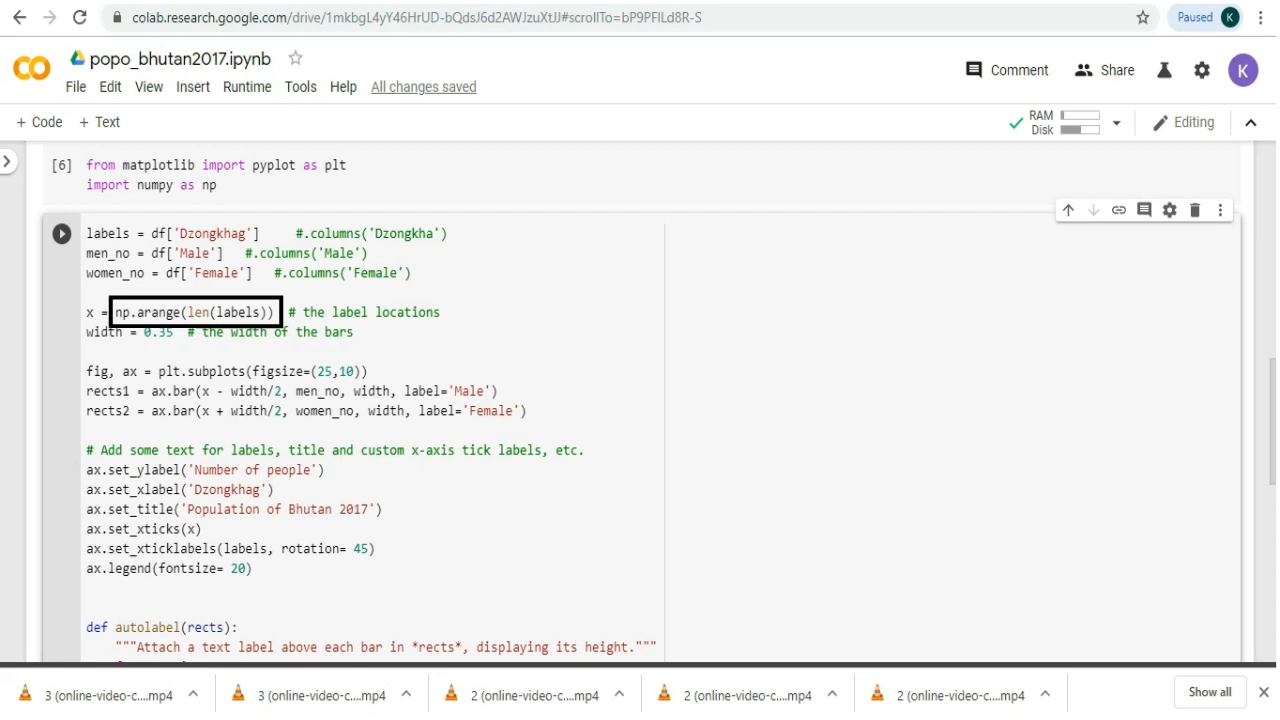 colab.research.google.com/drive/1mkbgL4yY46HrUD-bQdsJ6d2AWJzuXtJJ#scrollTo=bP9PFILd8R-S
Paused K
popo_bhutan2017.ipynb
Comment Share K
File Edit View Insert Runtime Tools Help All changes saved
+ Code + Text
RAM
Disk
Editing
[6] from matplotlib import pyplot as plt
import numpy as np
labels = df['Dzongkhag'] #.columns('Dzongkha')
men_no = df['Male'] #.columns('Male')
women_no = df['Female'] #.columns('Female')
x = np.arange(len(labels)) # the label locations
width = 0.35 # the width of the bars
fig, ax = plt.subplots(figsize=(25,10))
rects1 = ax.bar(x - width/2, men_no, width, label='Male')
rects2 = ax.bar(x + width/2, women_no, width, label='Female')
# Add some text for labels, title and custom x-axis tick labels, etc.
ax.set_ylabel('Number of people')
ax.set_xlabel('Dzongkhag')
ax.set_title('Population of Bhutan 2017')
ax.set_xticks(x)
ax.set_xticklabels(labels, rotation= 45)
ax.legend(fontsize= 20)
def autolabel(rects):
"""Attach a text label above each bar in *rects*, displaying its height."""
3 (online-video-c....mp4 3 (online-video-c....mp4 2 (online-video-c....mp4 2 (online-video-c....mp4 2 (online-video-c....mp4 Show all